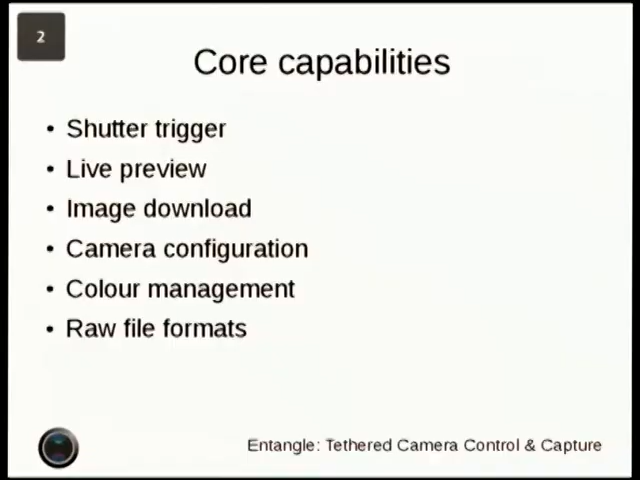 2
Core capabilities
• Shutter trigger
• Live preview
• Image download
• Camera configuration
• Colour management
• Raw file formats
Entangle: Tethered Camera Control & Capture